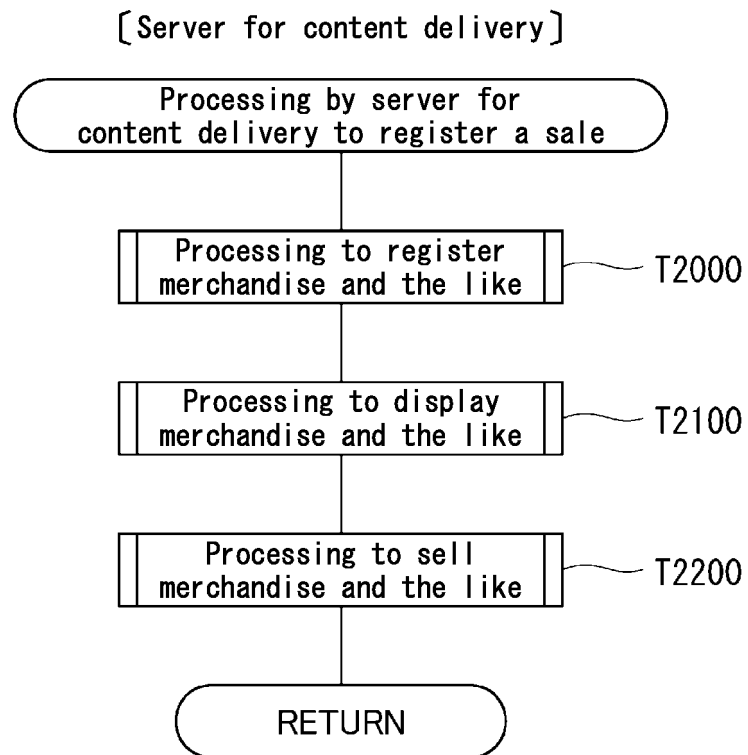 〔Server for content delivery〕
Processing by server for
content delivery to register a sale
Processing to register
merchandise and the like
T2000
Processing to display
merchandise and the like
T2100
Processing to sell
merchandise and the like
T2200
RETURN